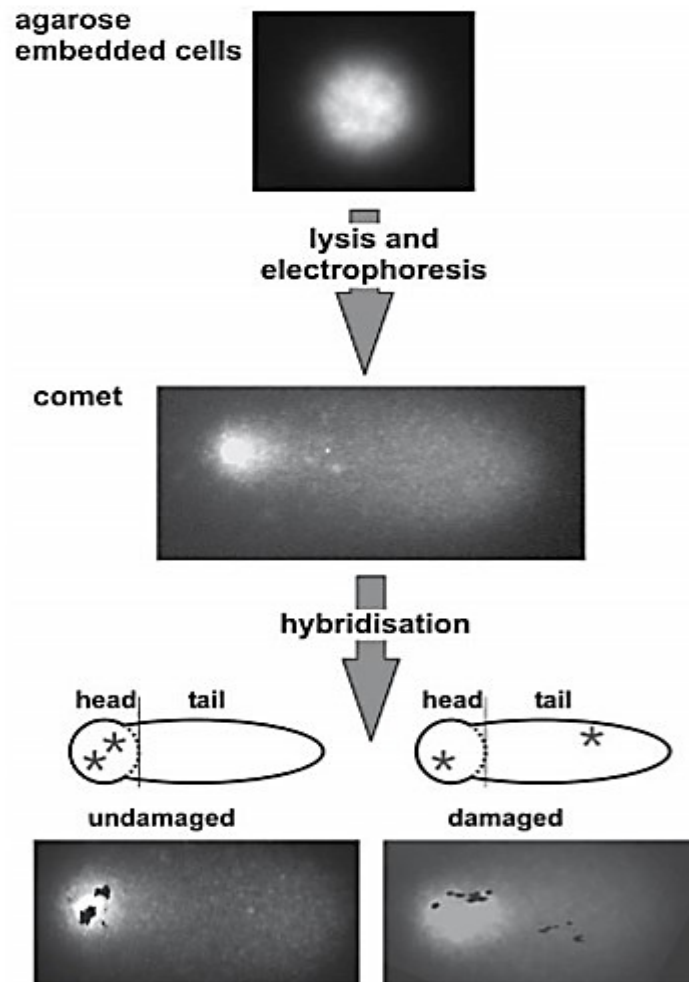 agarose
embedded cells
lysis and
electrophoresis
comet
hybridisation
head tail
head tail
undamaged
damaged